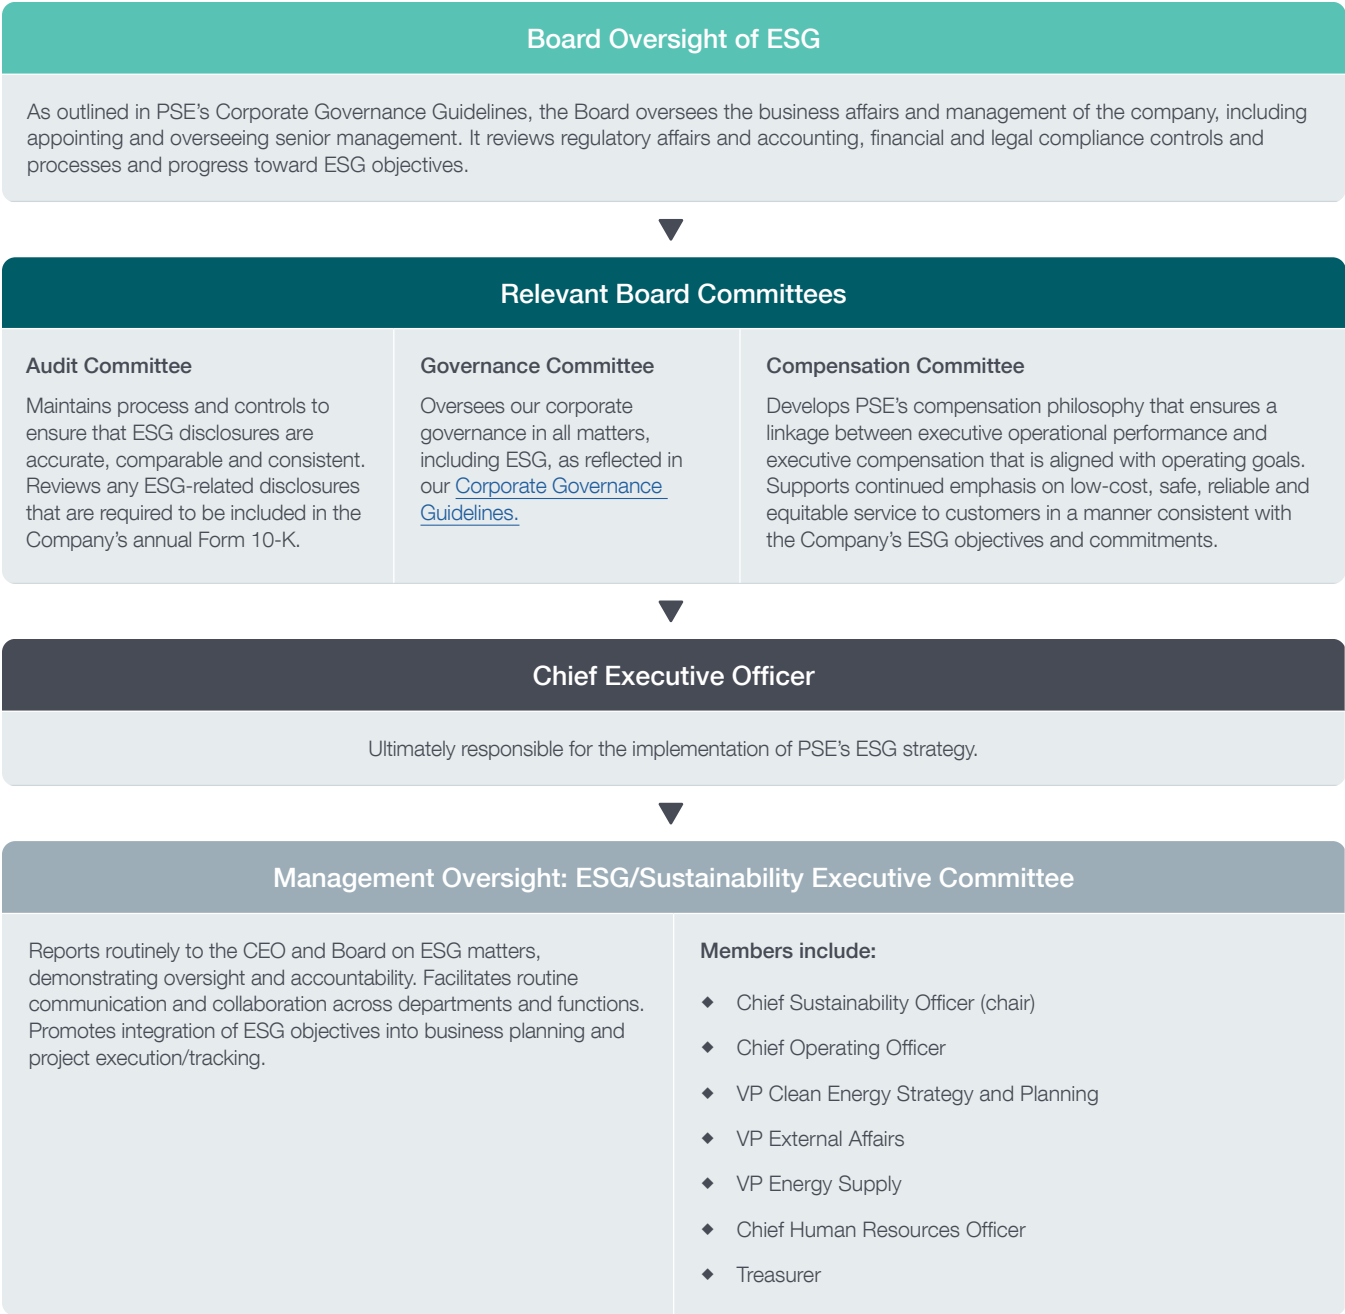 Board Oversight of ESG
As outlined in PSE’s Corporate Governance Guidelines, the Board oversees the business affairs and management of the company, including
appointing and overseeing senior management. It reviews regulatory affairs and accounting, financial and legal compliance controls and
processes and progress toward ESG objectives.
Relevant Board Committees
Audit Committee
Maintains process and controls to
ensure that ESG disclosures are
accurate, comparable and consistent.
Reviews any ESG-related disclosures
that are required to be included in the
Company’s annual Form 10-K.
Governance Committee
Oversees our corporate
governance in all matters,
including ESG, as reflected in
our Corporate Governance
Guidelines.
Compensation Committee
Develops PSE’s compensation philosophy that ensures a
linkage between executive operational performance and
executive compensation that is aligned with operating goals.
Supports continued emphasis on low-cost, safe, reliable and
equitable service to customers in a manner consistent with
the Company’s ESG objectives and commitments.
Chief Executive Officer
Ultimately responsible for the implementation of PSE’s ESG strategy.
Management Oversight: ESG/Sustainability Executive Committee
Reports routinely to the CEO and Board on ESG matters,
demonstrating oversight and accountability. Facilitates routine
communication and collaboration across departments and functions.
Promotes integration of ESG objectives into business planning and
project execution/tracking.
Members include:
◆ Chief Sustainability Officer (chair)
◆ Chief Operating Officer
◆ VP Clean Energy Strategy and Planning
◆ VP External Affairs
◆ VP Energy Supply
◆ Chief Human Resources Officer
◆ Treasurer